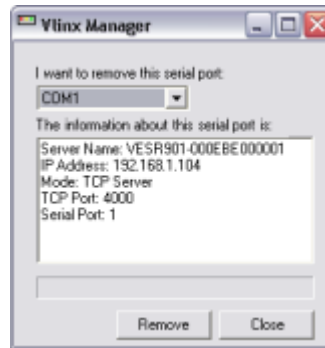 Vlinx Manager
I want to remove this serial port:
COM1
The information about this serial port is:
Server Name: VESR901-000EBE000001
IP Address: 192.168.1.104
Mode: TCP Server
TCP Port: 4000
Serial Port: 1
Remove
Close